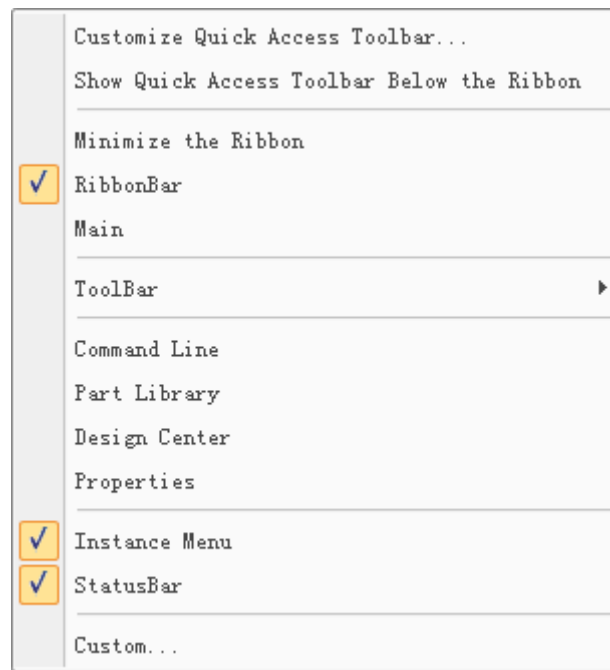 Customize Quick Access Toolbar...
Show Quick Access Toolbar Below the Ribbon
Minimize the Ribbon
RibbonBar
Main
ToolBar
Command Line
Part Library
Design Center
Properties
Instance Menu
StatusBar
Custom...